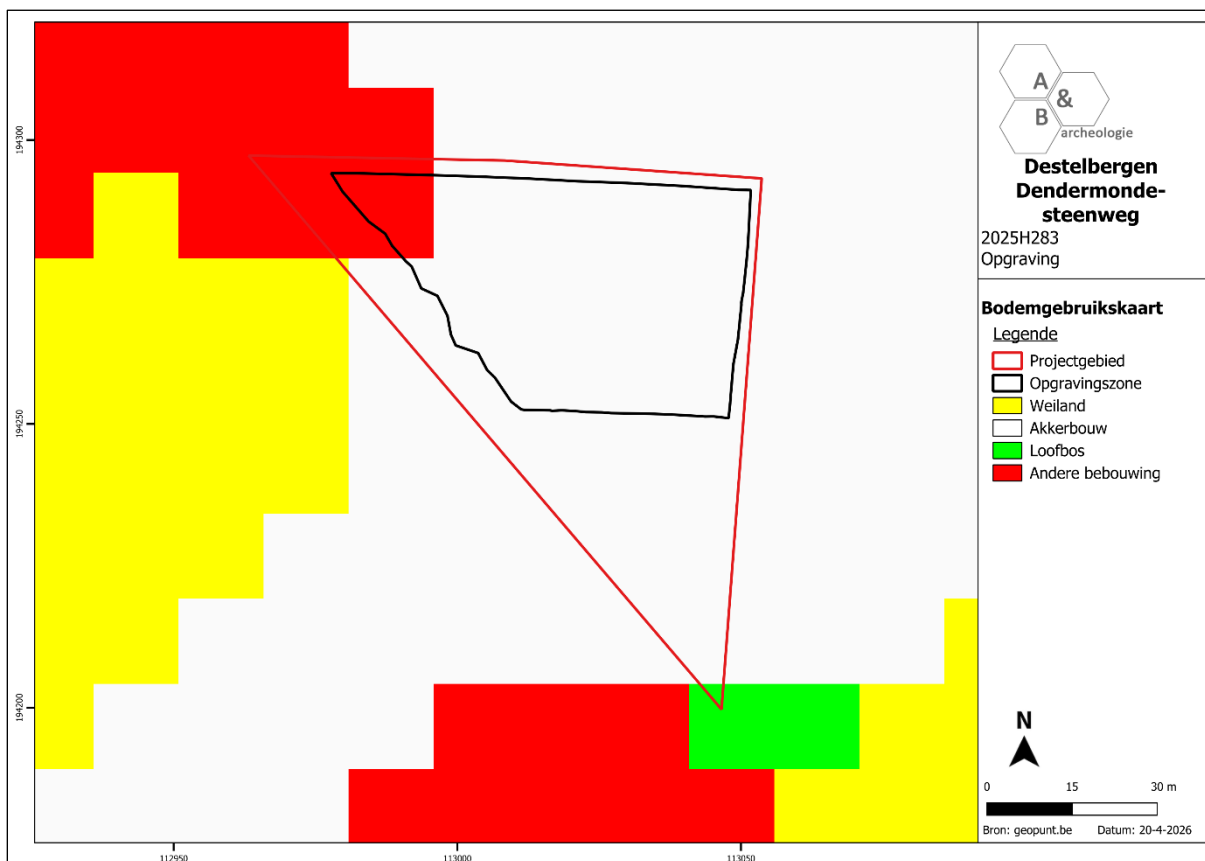 A
&
B
archeologie
Destelbergen
Dendermonde-
steenweg
2025H283
Opgraving
Bodemgebruikskaart
Legende
Projectgebied
Opgravingszone
Weiland
Akkerbouw
Loofbos
Andere bebouwing
N
0 15 30 m
Bron: geopunt.be Datum: 20-4-2026
194300
194250
194200
112950 113000 113050